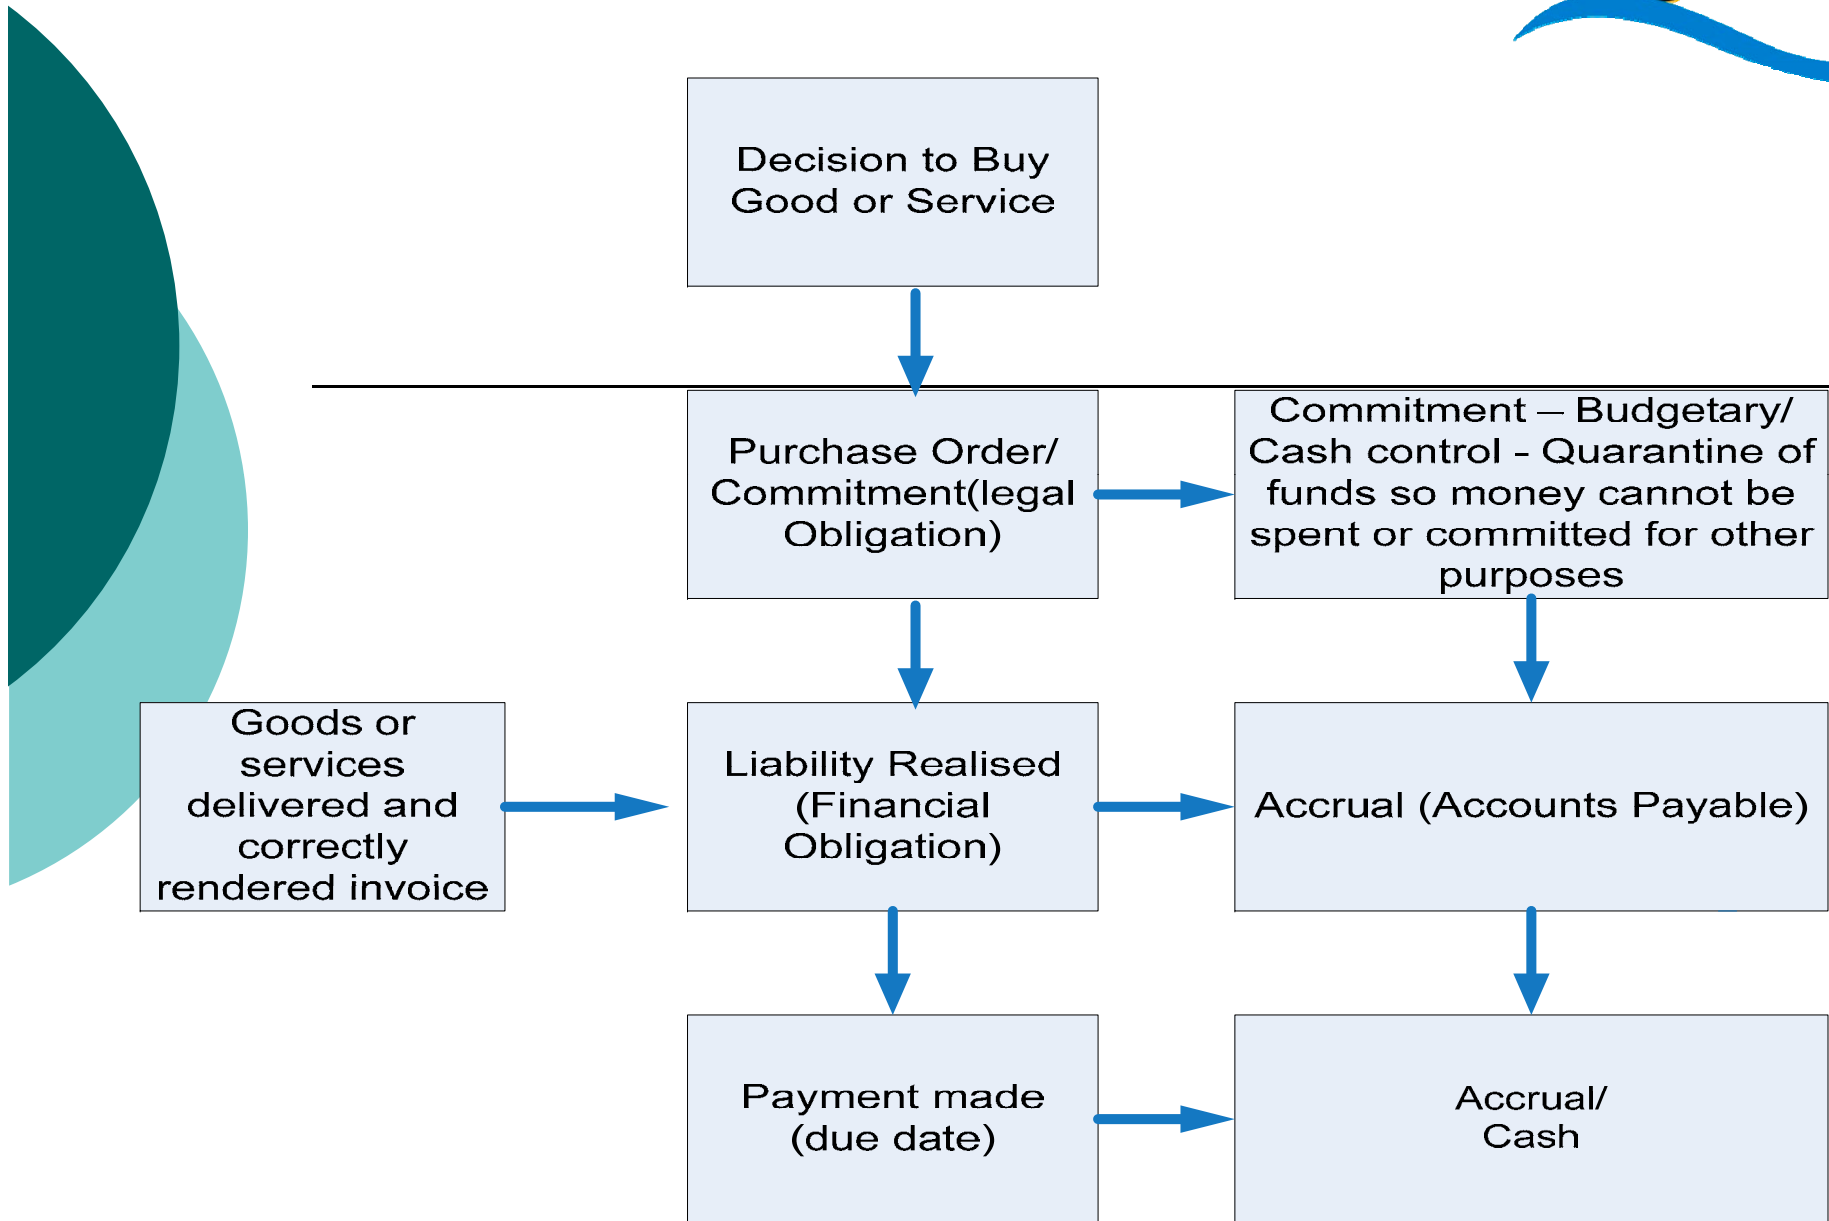 Decision to Buy
Good or Service
Purchase Order/
Commitment(legal
Obligation)
Commitment – Budgetary/
Cash control - Quarantine of
funds so money cannot be
spent or committed for other
purposes
Goods or
services
delivered and
correctly
rendered invoice
Liability Realised
(Financial
Obligation)
Accrual (Accounts Payable)
Payment made
(due date)
Accrual/
Cash